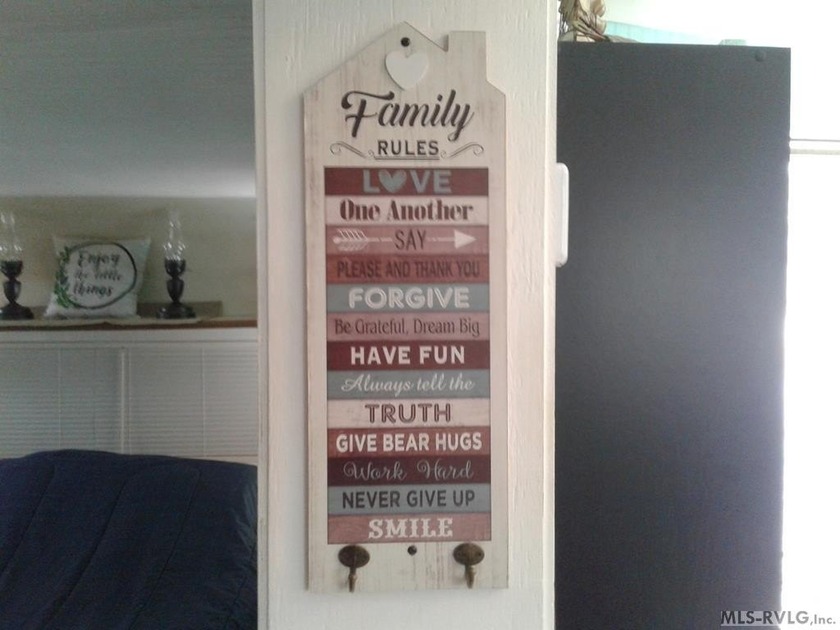 Family
RULES
LOVE
One Another
SAY
PLEASE AND THANK YOU
FORGIVE
Be Grateful, Dream Big
HAVE FUN
Always tell the
TRUTH
GIVE BEAR HUGS
Work Hard
NEVER GIVE UP
SMILE
Enjoy
the little
things
MLS-RVLG,Inc.